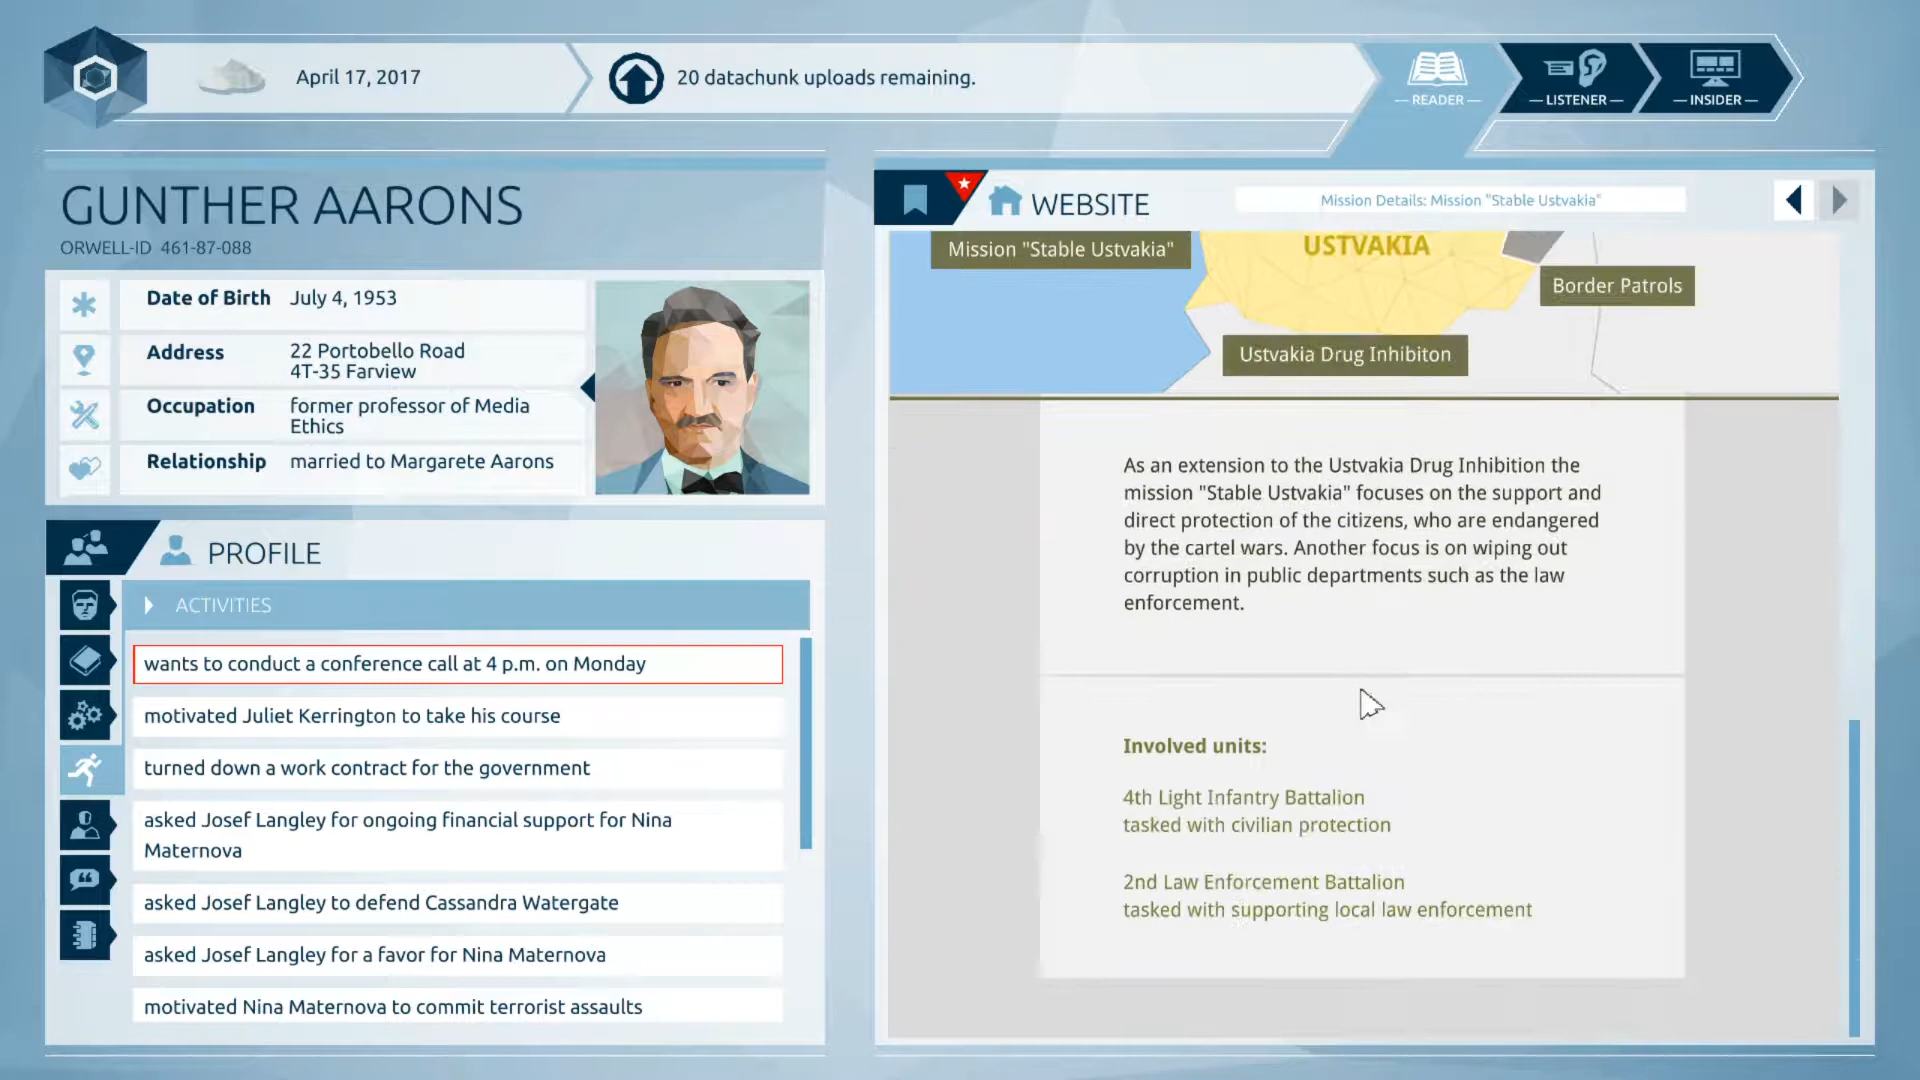 April 17, 2017
20 datachunk uploads remaining.
READER
LISTENER
INSIDER
GUNTHER AARONS
ORWELL-ID 461-87-088
Date of Birth July 4, 1953
Address 22 Portobello Road
4T-35 Farview
Occupation former professor of Media
Ethics
Relationship married to Margarete Aarons
PROFILE
ACTIVITIES
wants to conduct a conference call at 4 p.m. on Monday
motivated Juliet Kerrington to take his course
turned down a work contract for the government
asked Josef Langley for ongoing financial support for Nina
Maternova
asked Josef Langley to defend Cassandra Watergate
asked Josef Langley for a favor for Nina Maternova
motivated Nina Maternova to commit terrorist assaults
WEBSITE
Mission Details: Mission "Stable Ustvakia"
Mission "Stable Ustvakia"
USTVAKIA
Border Patrols
Ustvakia Drug Inhibiton
As an extension to the Ustvakia Drug Inhibition the
mission "Stable Ustvakia" focuses on the support and
direct protection of the citizens, who are endangered
by the cartel wars. Another focus is on wiping out
corruption in public departments such as the law
enforcement.
Involved units:
4th Light Infantry Battalion
tasked with civilian protection
2nd Law Enforcement Battalion
tasked with supporting local law enforcement